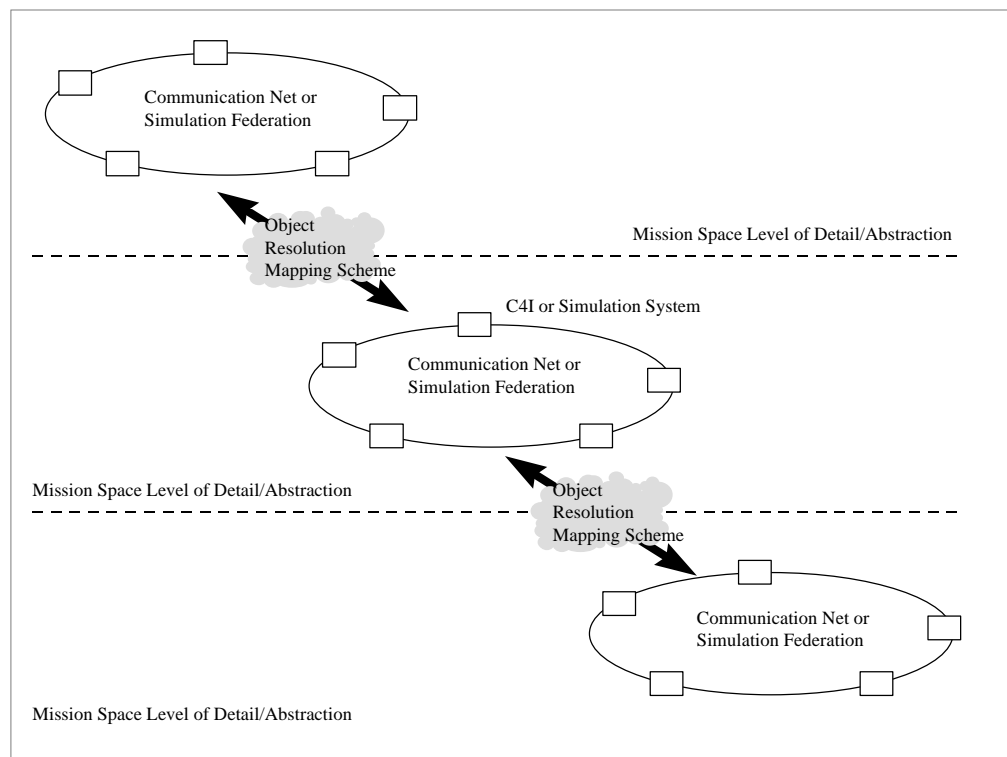 Communication Net or
Simulation Federation
Object
Resolution
Mapping Scheme
Mission Space Level of Detail/Abstraction
C4I or Simulation System
Communication Net or
Simulation Federation
Mission Space Level of Detail/Abstraction
Object
Resolution
Mapping Scheme
Communication Net or
Simulation Federation
Mission Space Level of Detail/Abstraction